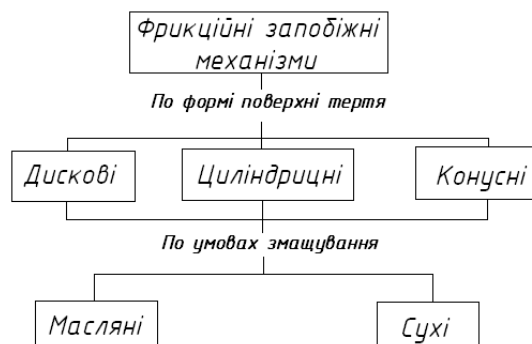 Фрикційні запобіжні
механізми
По формі поверхні тертя
Дискові
Циліндрицні
Конусні
По умовах змащування
Масляні
Сухі